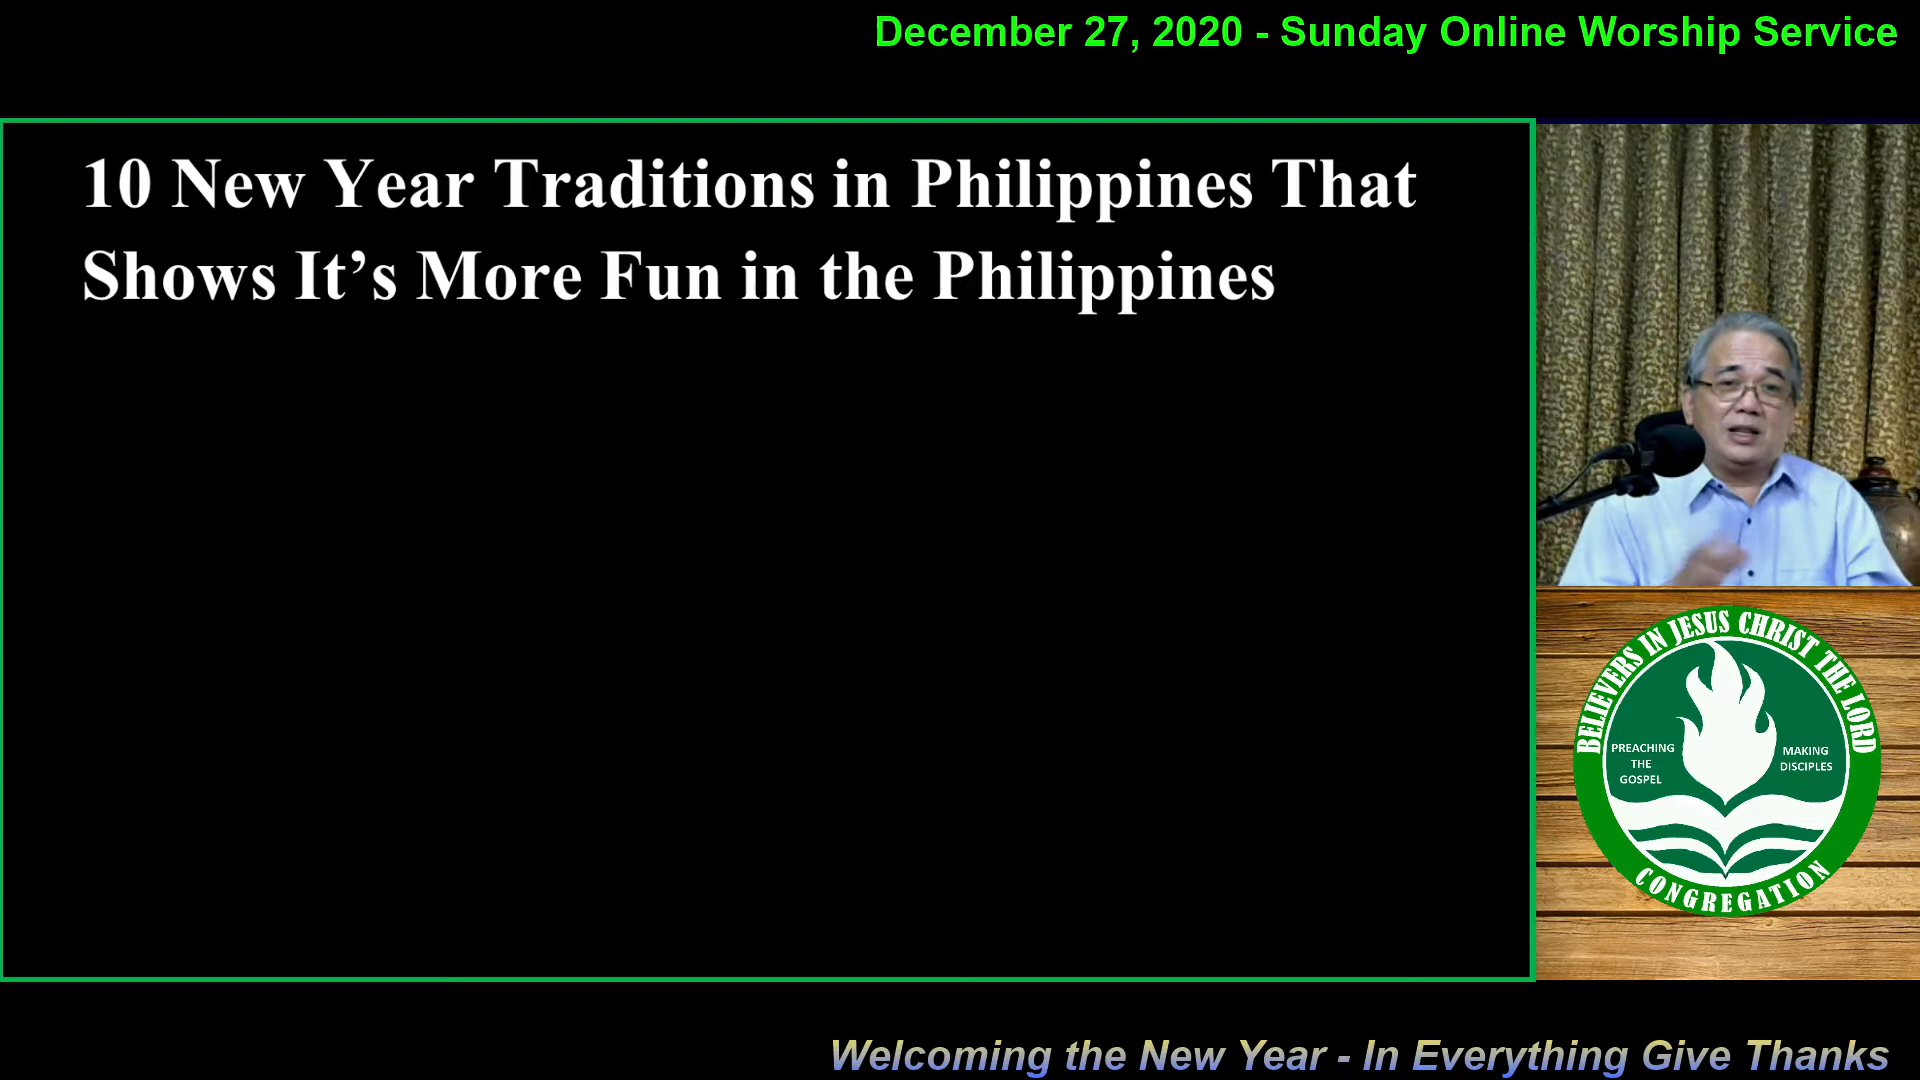 December 27, 2020 - Sunday Online Worship Service
10 New Year Traditions in Philippines That
Shows It’s More Fun in the Philippines
BELIEVERS IN JESUS CHRIST THE LORD
PREACHING
THE
GOSPEL
MAKING
DISCIPLES
CONGREGATION
Welcoming the New Year - In Everything Give Thanks